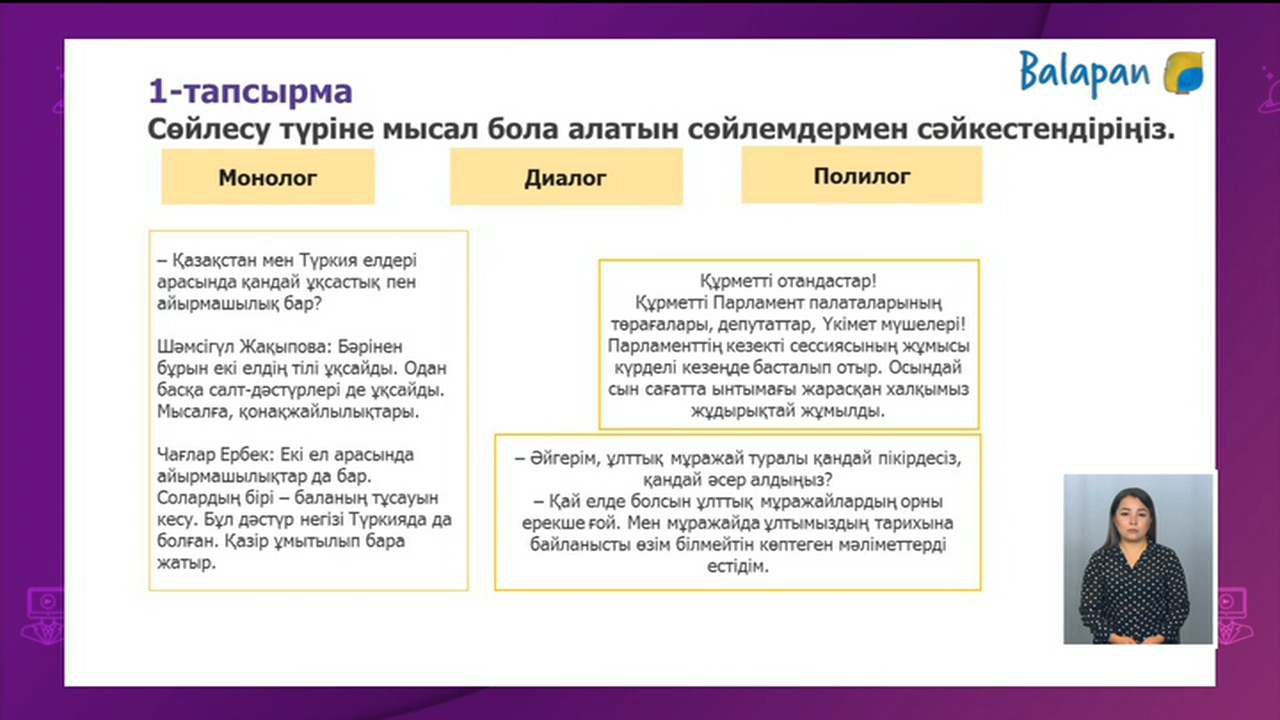 Balapan
1-тапсырма
Сөйлесу түріне мысал бола алатын сөйлемдермен сәйкестендіріңіз.
Монолог
Диалог
Полилог
– Қазақстан мен Түркия елдері
арасында қандай ұқсастық пен
айырмашылық бар?
Шәмсігүл Жақыпова: Бәрінен
бұрын екі елдің тілі ұқсайды. Одан
басқа салт-дәстүрлері де ұқсайды.
Мысалға, қонақжайлылықтары.
Чағлар Ербек: Екі ел арасында
айырмашылықтар да бар.
Солардың бірі – баланың тұсауын
кесу. Бұл дәстүр негізі Түркияда да
болған. Қазір ұмытылып бара
жатыр.
Құрметті отандастар!
Құрметті Парламент палаталарының
төрағалары, депутаттар, Үкімет мүшелері!
Парламенттің кезекті сессиясының жұмысы
күрделі кезеңде басталып отыр. Осындай
сын сағатта ынтымағы жарасқан халқымыз
жұдырықтай жұмылды.
– Әйгерім, ұлттық мұражай туралы қандай пікірдесіз,
қандай әсер алдыңыз?
– Қай елде болсын ұлттық мұражайлардың орны
ерекше ғой. Мен мұражайда ұлтымыздың тарихына
байланысты өзім білмейтін көптеген мәліметтерді
естідім.